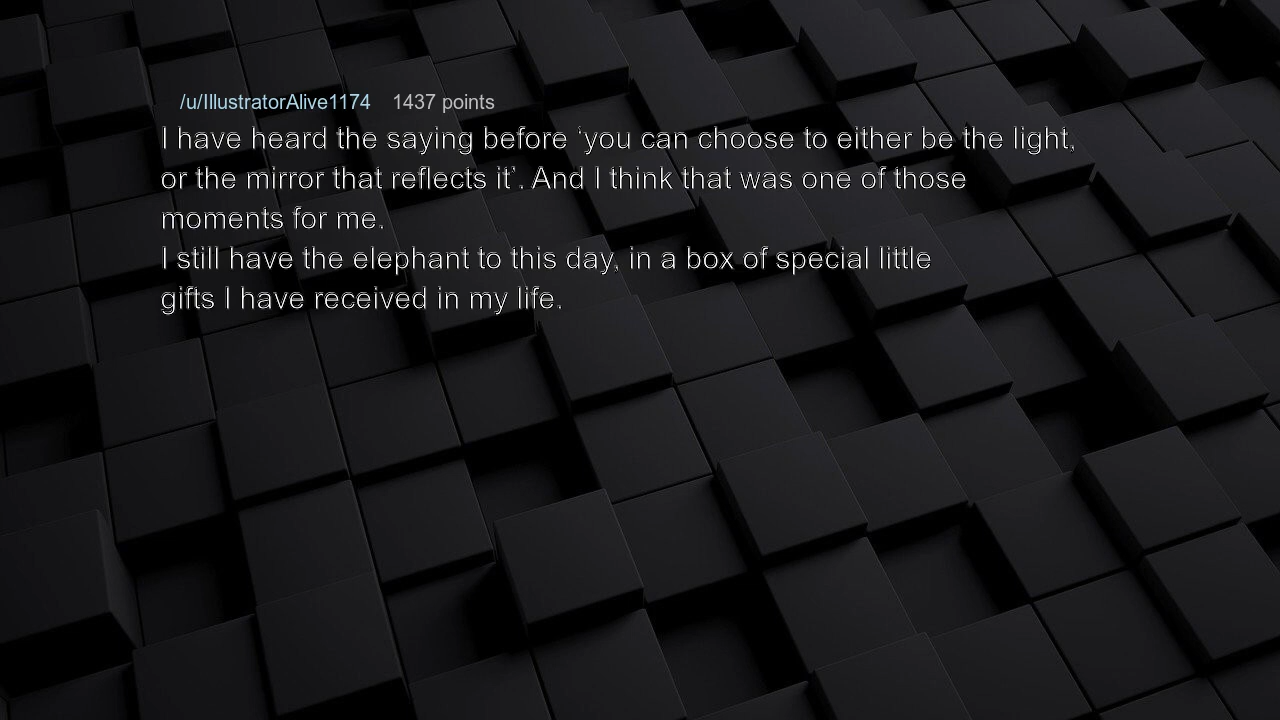 /u/IllustratorAlive1174 1437 points
I have heard the saying before ‘you can choose to either be the light,
or the mirror that reflects it’. And I think that was one of those
moments for me.
I still have the elephant to this day, in a box of special little
gifts I have received in my life.